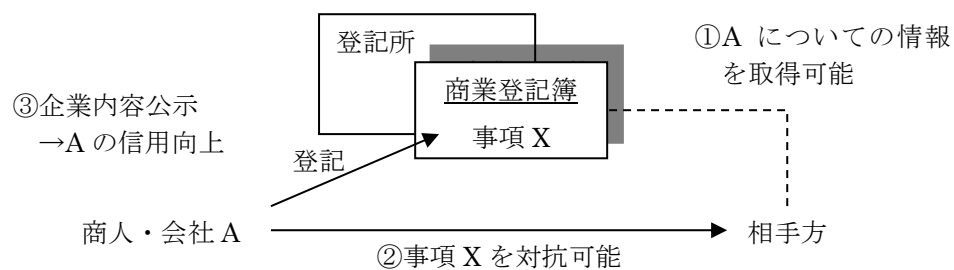 登記所
①A についての情報
を取得可能
商業登記簿
③企業内容公示
→A の信用向上
事項 X
登記
商人・会社 A
相手方
②事項 X を対抗可能